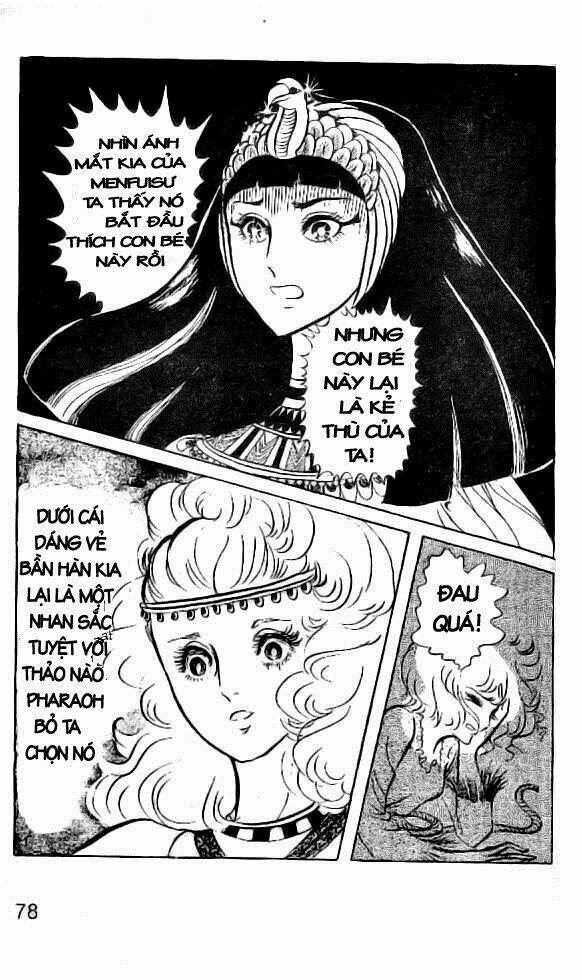 NHÌN ÁNH
MẮT KIA CỦA
MENFUISƯ
TA THẤY NÓ
BẮT ĐẦU
THÍCH CON BÉ
NÀY RỒI
NHƯNG
CON BÉ
NÀY LẠI
LÀ KẺ
THÙ CỦA
TA!
DƯỚI CÁI
DÁNG VẺ
BẦN HÀN KIA
LẠI LÀ MỘT
NHAN SẮC
TUYỆT VỜI
THẢO NÀO
PHARAOH
BỎ TA
CHỌN NÓ
ĐAU
QUÁ!
78